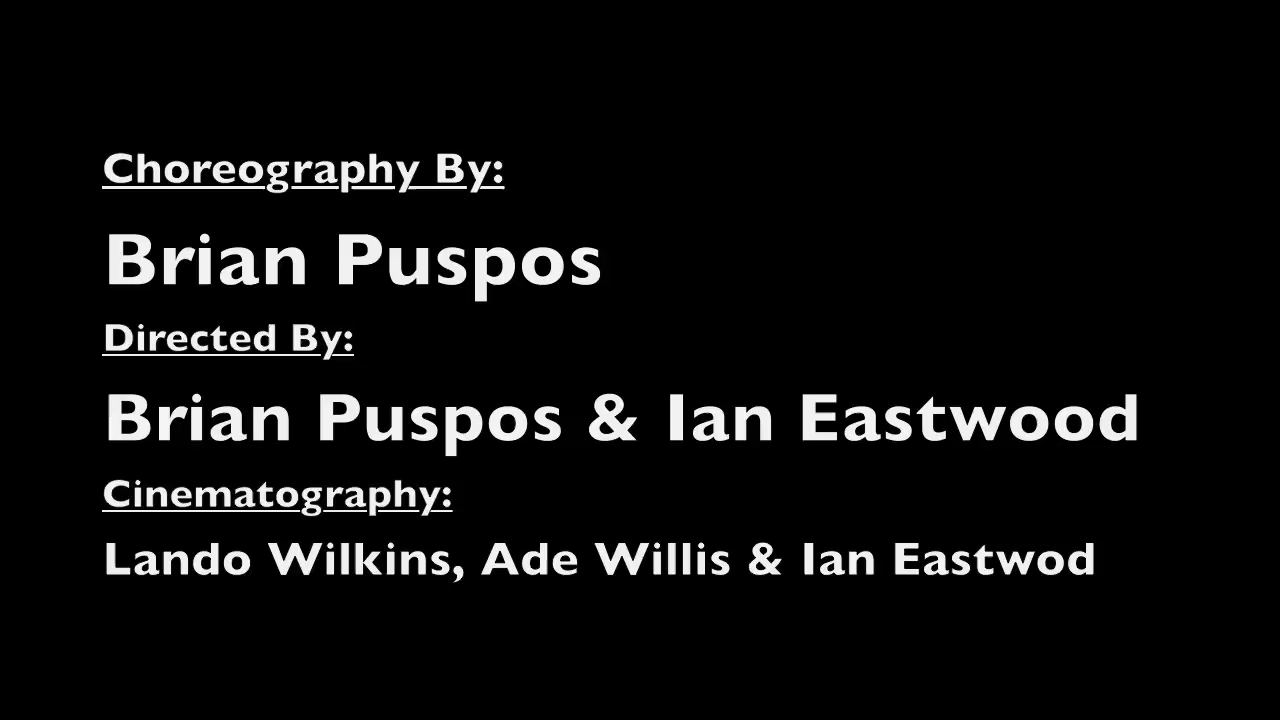 Choreography By:
Brian Puspos
Directed By:
Brian Puspos & Ian Eastwood
Cinematography:
Lando Wilkins, Ade Willis & Ian Eastwod